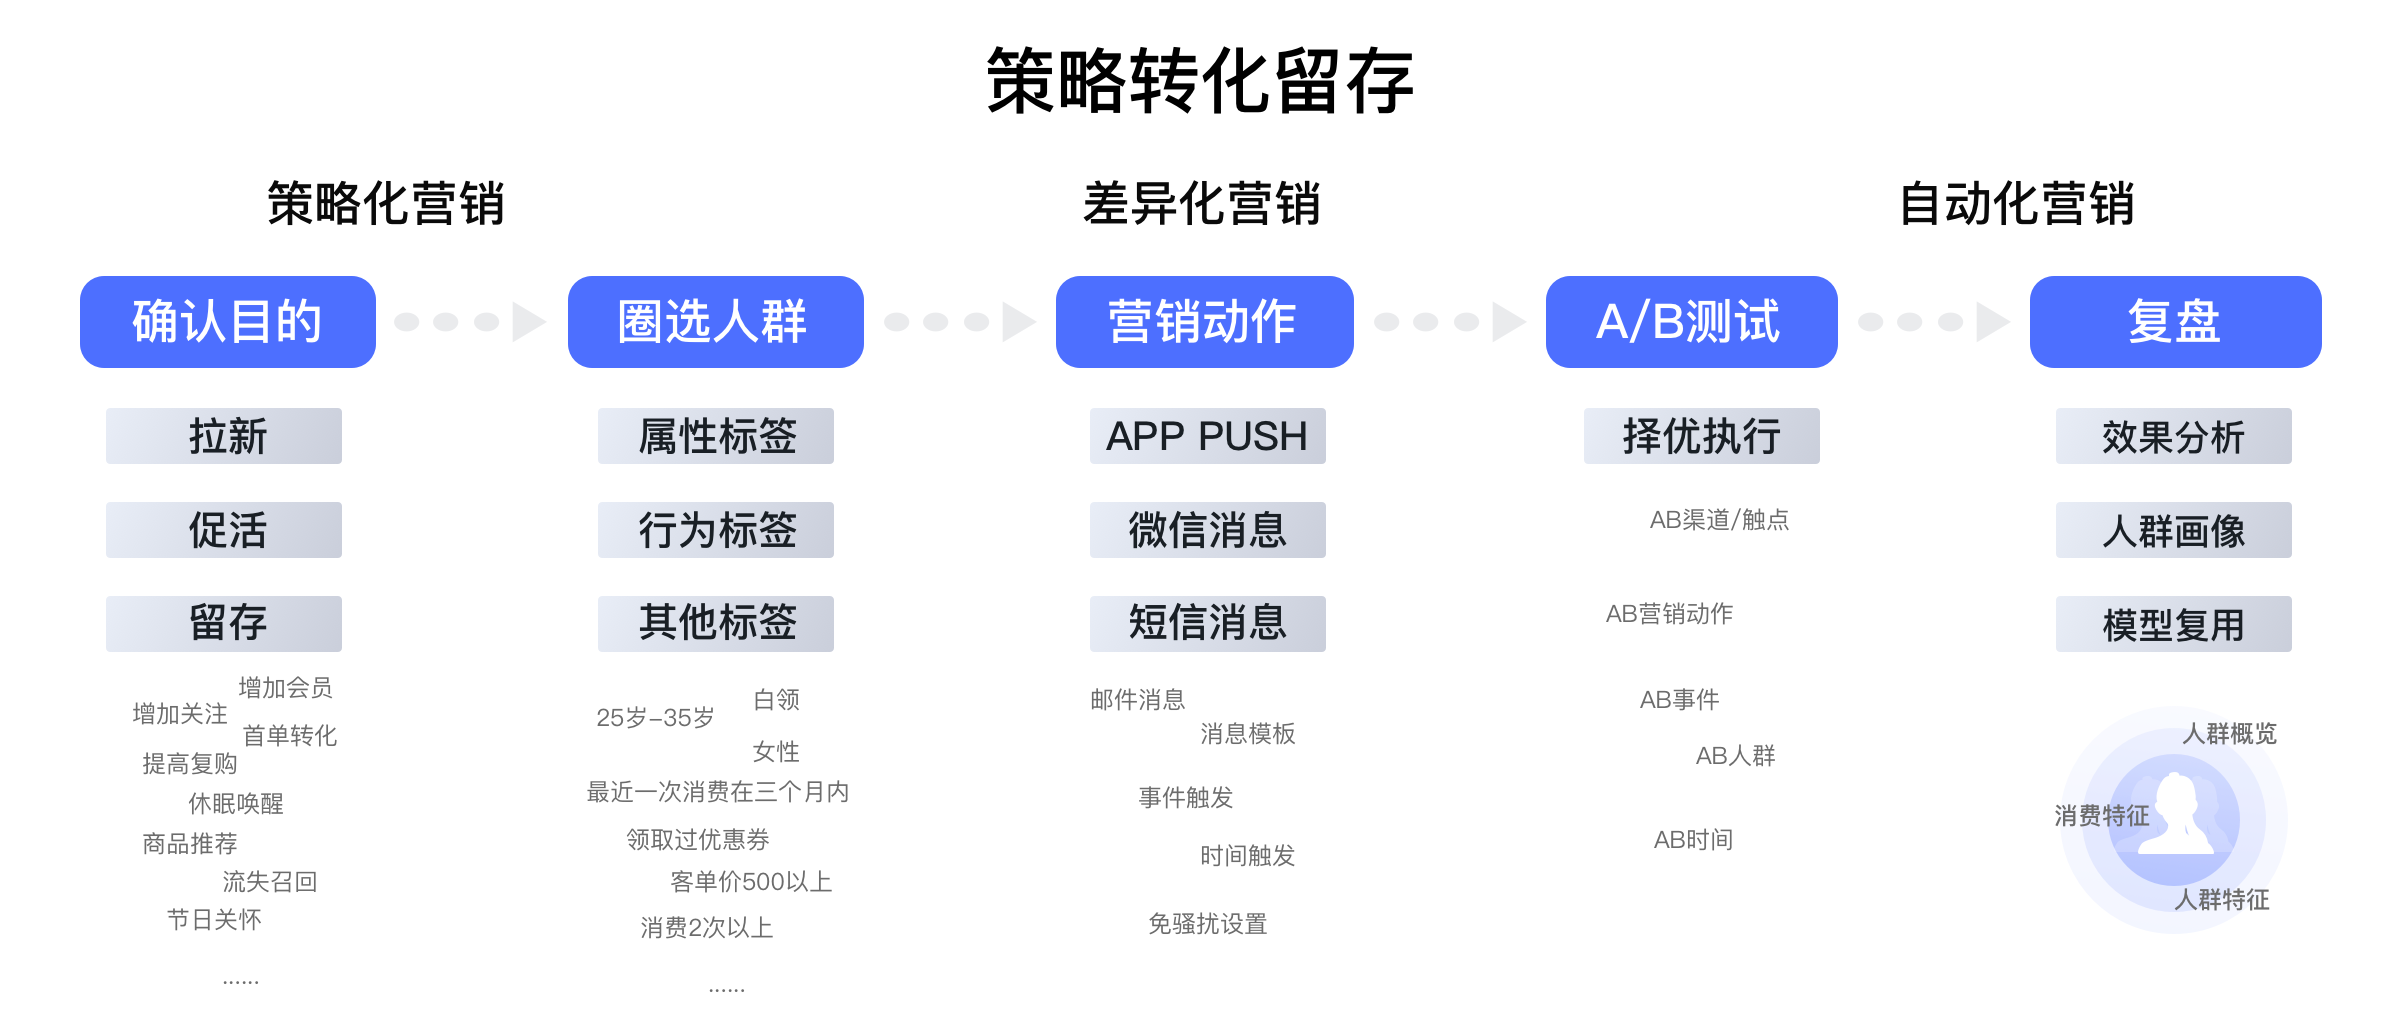 策略转化留存
策略化营销
差异化营销
自动化营销
确认目的
圈选人群
营销动作
A/B测试
复盘
拉新
促活
留存
增加会员
增加关注
首单转化
提高复购
休眠唤醒
商品推荐
流失召回
节日关怀
......
属性标签
行为标签
其他标签
白领
25岁-35岁
女性
最近一次消费在三个月内
领取过优惠券
客单价500以上
消费2次以上
......
APP PUSH
微信消息
短信消息
邮件消息
消息模板
事件触发
时间触发
免骚扰设置
择优执行
AB渠道/触点
AB营销动作
AB事件
AB人群
AB时间
效果分析
人群画像
模型复用
人群概览
消费特征
人群特征